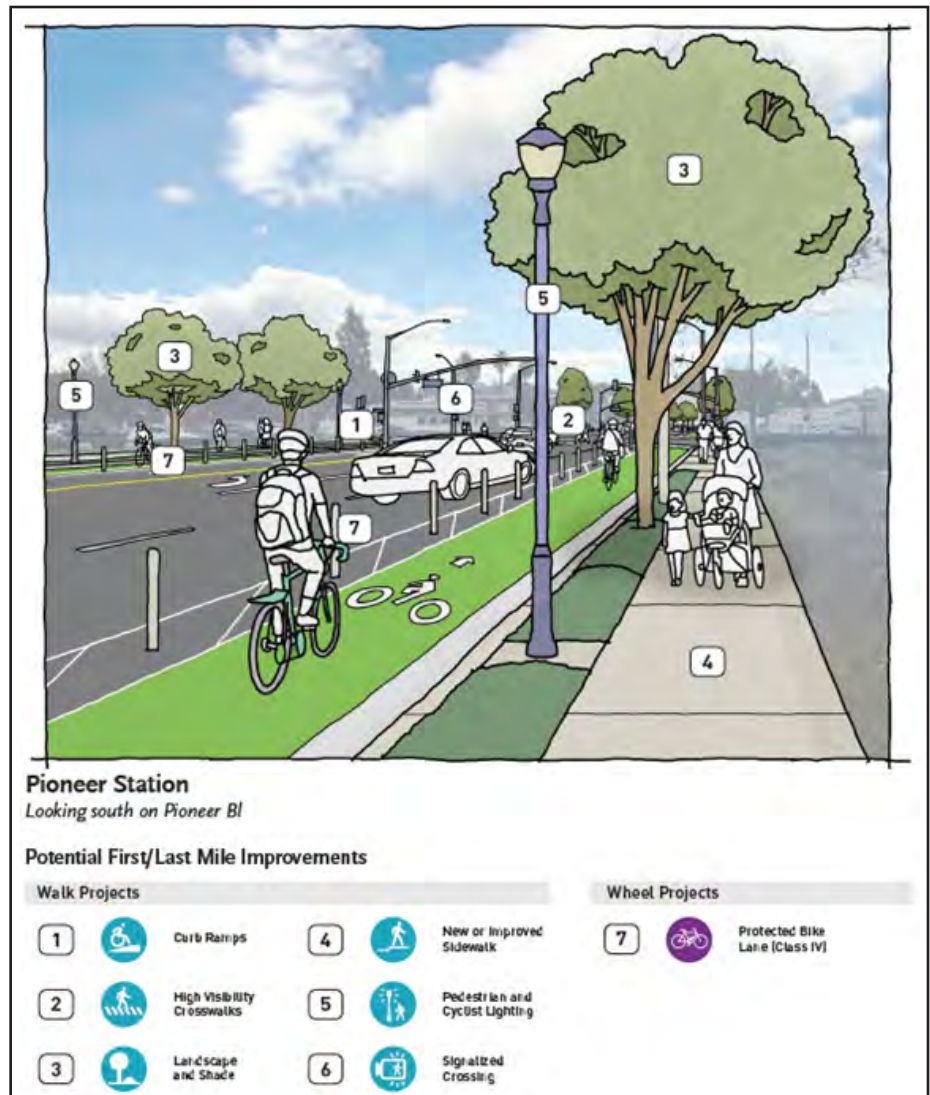 3
5
3
5
6
1
2
7
7
4
Pioneer Station
Looking south on Pioneer Bl
Potential First/Last Mile Improvements
Walk Projects
Wheel Projects
1
Curb Ramps
4
New or Improved
Sidewalk
7
Protected Bike
Lane (Class IV)
2
High Visibility
Crosswalks
5
Pedestrian and
Cyclist Lighting
3
Landscape
and Shade
6
Signalized
Crossing